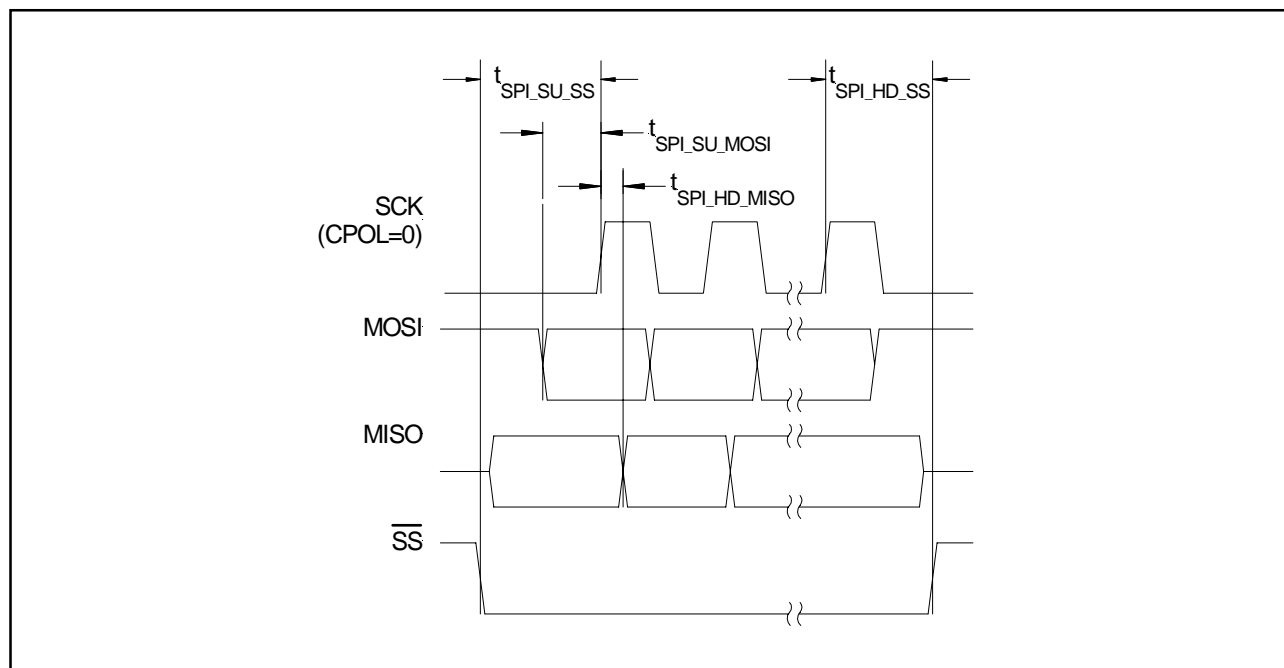 tSPI_SU_SS
tSPI_HD_SS
tSPI_SU_MOSI
tSPI_HD_MISO
SCK
(CPOL=0)
MOSI
MISO
SS